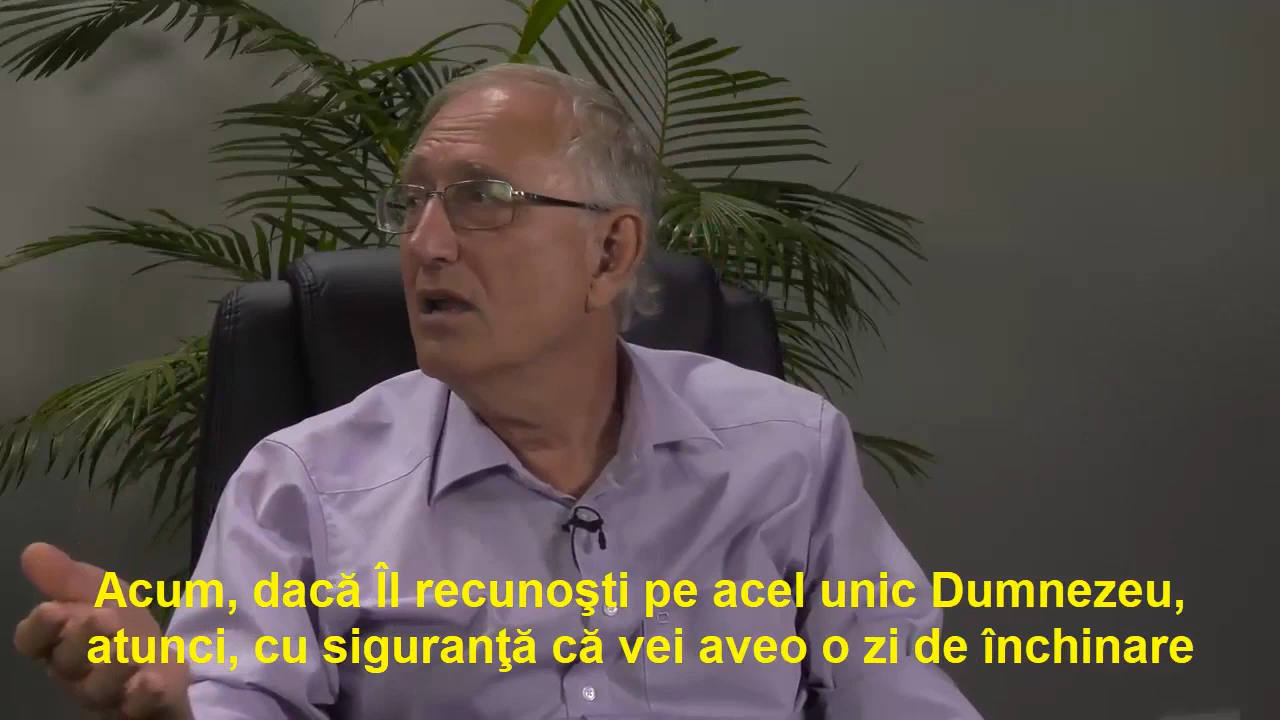 Acum, dacă Îl recunoşti pe acel unic Dumnezeu,
atunci, cu siguranţă că vei aveo o zi de închinare